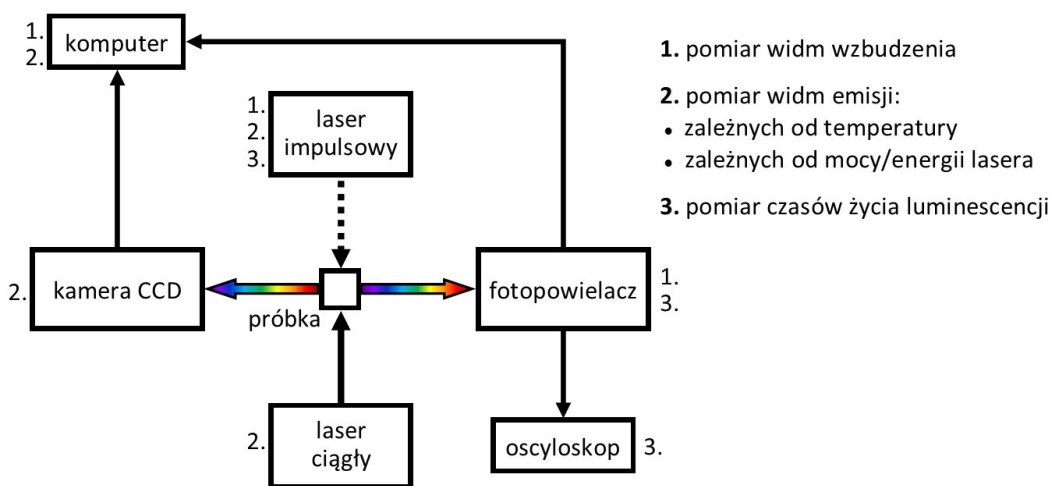 1.
2.
komputer
1. pomiar widm wzbudzenia
2. pomiar widm emisji:
• zależnych od temperatury
• zależnych od mocy/energii lasera
3. pomiar czasów życia luminescencji
1.
2.
3.
laser
impulsowy
2.
kamera CCD
próbka
fotopowielacz
1.
3.
2.
laser
ciągły
oscyloskop
3.